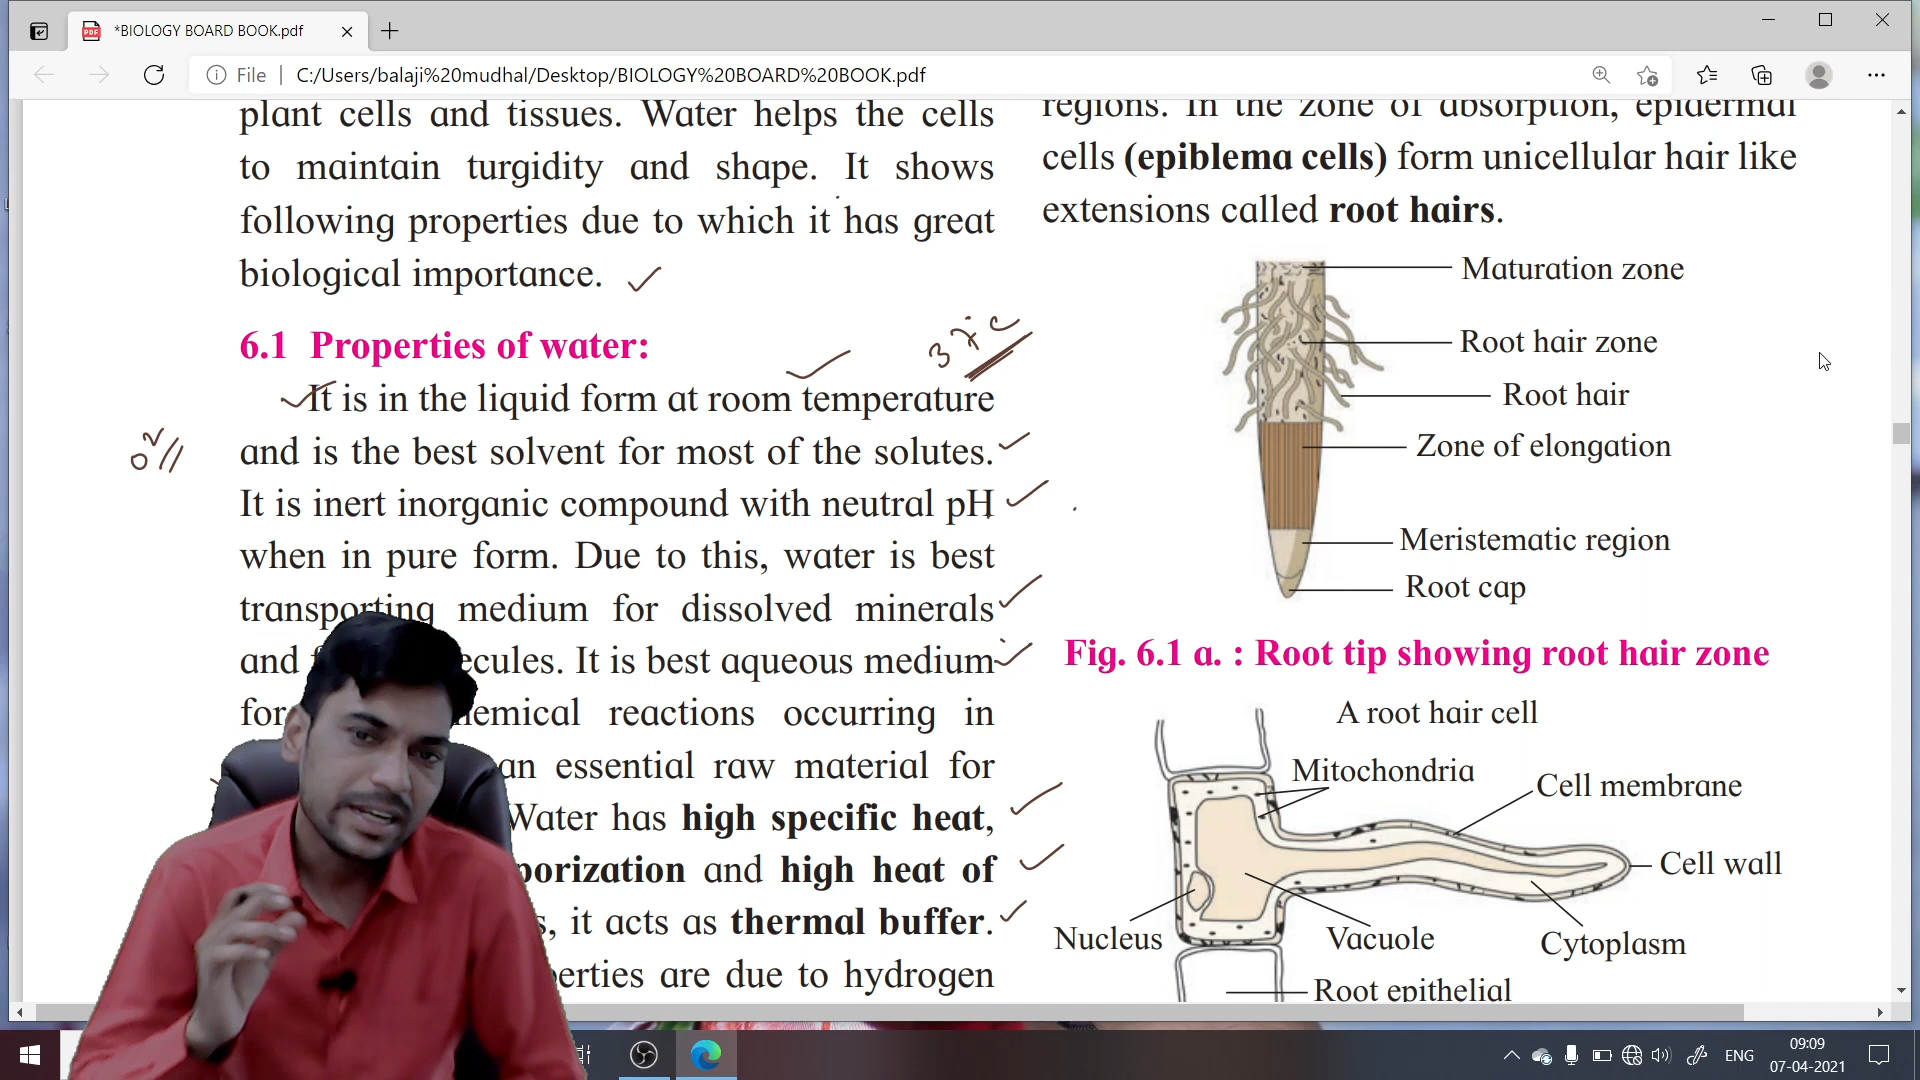 *BIOLOGY BOARD BOOK.pdf
File
C:/Users/balaji%20mudhal/Desktop/BIOLOGY%20BOARD%20BOOK.pdf
plant cells and tissues. Water helps the cells
to maintain turgidity and shape. It shows
following properties due to which it has great
biological importance.
6.1 Properties of water:
It is in the liquid form at room temperature
and is the best solvent for most of the solutes.
It is inert inorganic compound with neutral pH
when in pure form. Due to this, water is best
transporting medium for dissolved minerals
and ecules. It is best aqueous medium
for hemical reactions occurring in
an essential raw material for
Water has high specific heat,
porization and high heat of
s, it acts as thermal buffer.
perties are due to hydrogen
regions. In the zone of absorption, epidermal
cells (epiblema cells) form unicellular hair like
extensions called root hairs.
Maturation zone
Root hair zone
Root hair
Zone of elongation
Meristematic region
Root cap
Fig. 6.1 a. : Root tip showing root hair zone
A root hair cell
Mitochondria
Cell membrane
Cell wall
Nucleus
Vacuole
Cytoplasm
Root epithelial
ENG
09:09
07-04-2021